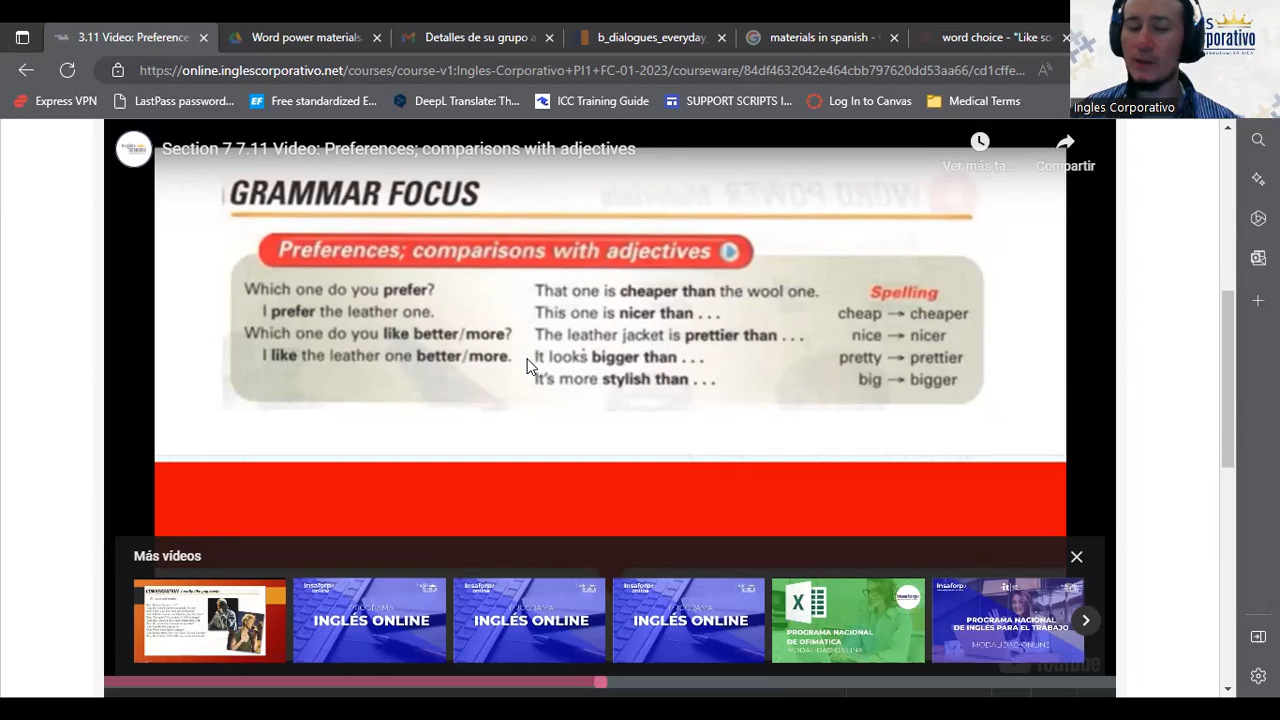 3.11 Video: Preference
Word power materials.
Detalles de su grupo a
b_dialogues_everyday_
materials in spanish -
word choice - "Like so
https://online.inglescorporativo.net/courses/course-v1:Ingles-Corporativo+PI1+FC-01-2023/courseware/84df4632042e464cbb797620dd53aa66/cd1cffe...
Express VPN
LastPass password...
Free standardized E...
DeepL Translate: Th...
ICC Training Guide
SUPPORT SCRIPTS I...
Log In to Canvas
Medical Terms
Ingles Corporativo
Section 7 7.11 Video: Preferences; comparisons with adjectives
Ver más ta...
Compartir
GRAMMAR FOCUS
Preferences; comparisons with adjectives
Which one do you prefer?
I prefer the leather one.
Which one do you like better/more?
I like the leather one better/more.
That one is cheaper than the wool one.
This one is nicer than . . .
The leather jacket is prettier than . . .
It looks bigger than . . .
It's more stylish than . . .
Spelling
cheap → cheaper
nice → nicer
pretty → prettier
big → bigger
Más vídeos
INGLÉS ONLINE
INGLÉS ONLINE
INGLÉS ONLINE
PROGRAMA NACIONAL
DE OFIMATICA
MODALIDAD ONLINE
PROGRAMA NACIONAL
DE INGLÉS PARA EL TRABAJO
MODALIDAD ONLINE